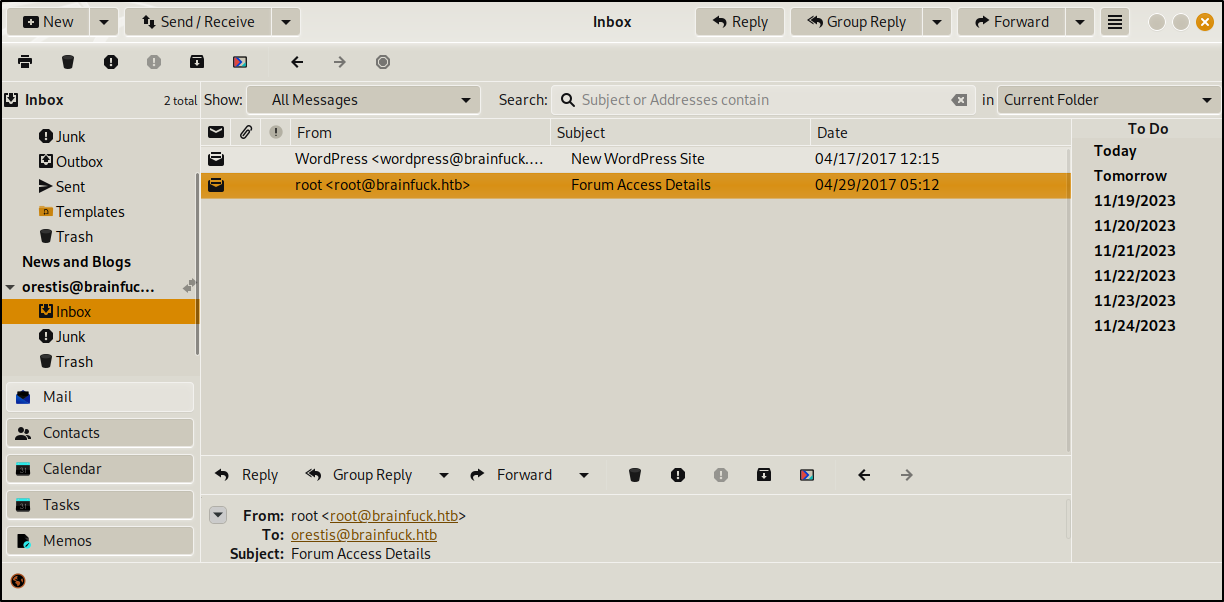 New
Send / Receive
Inbox
Reply
Group Reply
Forward
Inbox
2 total
Show:
All Messages
Search:
Subject or Addresses contain
in
Current Folder
Junk
Outbox
Sent
Templates
Trash
News and Blogs
orestis@brainfuc...
Inbox
Junk
Trash
Mail
Contacts
Calendar
Tasks
Memos
From Subject Date
WordPress <wordpress@brainfuck.... New WordPress Site 04/17/2017 12:15
root <root@brainfuck.htb> Forum Access Details 04/29/2017 05:12
Reply
Group Reply
Forward
From: root <root@brainfuck.htb>
To: orestis@brainfuck.htb
Subject: Forum Access Details
To Do
Today
Tomorrow
11/19/2023
11/20/2023
11/21/2023
11/22/2023
11/23/2023
11/24/2023